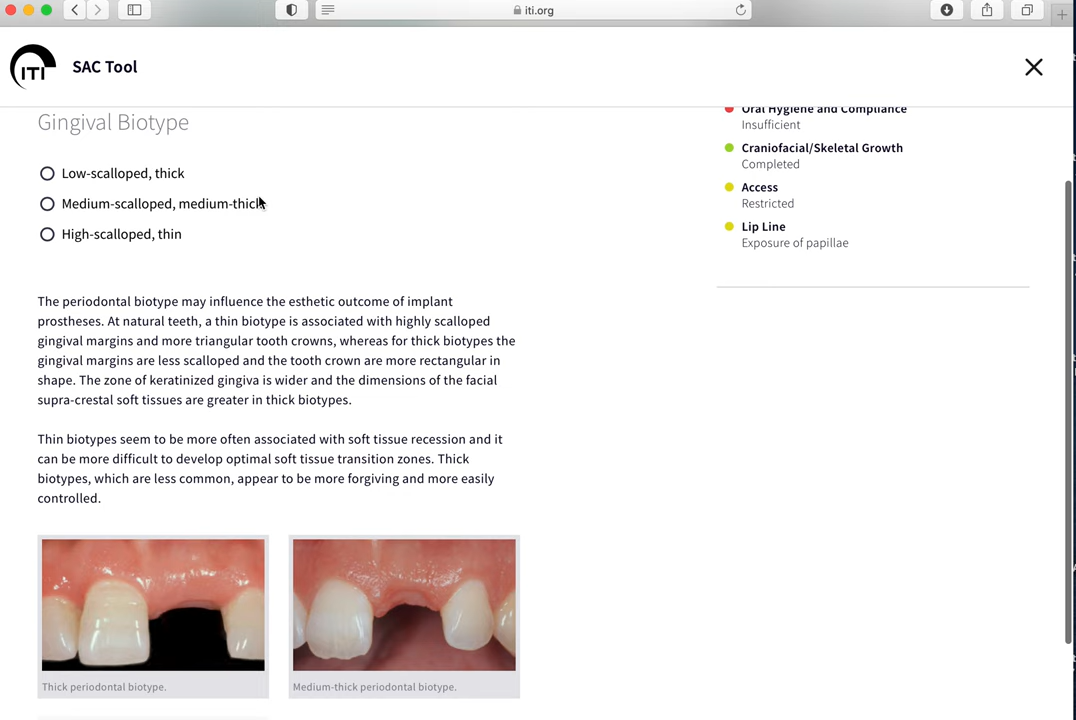 iti.org
ITI
SAC Tool
Gingival Biotype
Low-scalloped, thick
Medium-scalloped, medium-thick
High-scalloped, thin
The periodontal biotype may influence the esthetic outcome of implant
prostheses. At natural teeth, a thin biotype is associated with highly scalloped
gingival margins and more triangular tooth crowns, whereas for thick biotypes the
gingival margins are less scalloped and the tooth crown are more rectangular in
shape. The zone of keratinized gingiva is wider and the dimensions of the facial
supra-crestal soft tissues are greater in thick biotypes.
Thin biotypes seem to be more often associated with soft tissue recession and it
can be more difficult to develop optimal soft tissue transition zones. Thick
biotypes, which are less common, appear to be more forgiving and more easily
controlled.
Thick periodontal biotype.
Medium-thick periodontal biotype.
Oral Hygiene and Compliance
Insufficient
Craniofacial/Skeletal Growth
Completed
Access
Restricted
Lip Line
Exposure of papillae